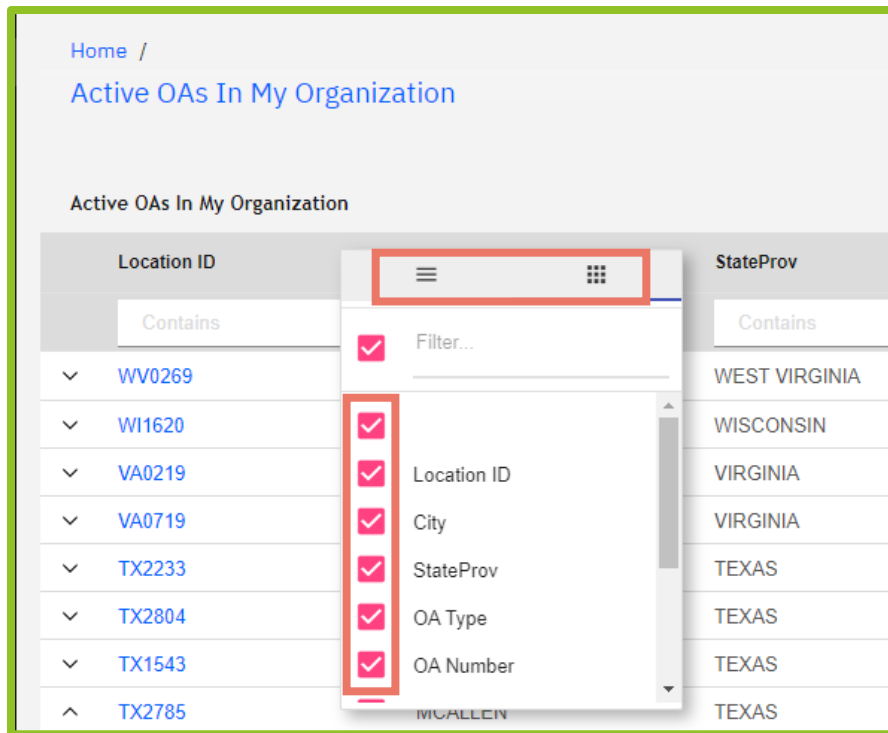 Home /
Active OAs In My Organization
Active OAs In My Organization
Location ID
StateProv
Contains
Filter...
Contains
WV0269
WEST VIRGINIA
WI1620
WISCONSIN
VA0219
Location ID
VIRGINIA
VA0719
City
VIRGINIA
TX2233
StateProv
TEXAS
TX2804
OA Type
TEXAS
TX1543
OA Number
TEXAS
TX2785
MCALLEN
TEXAS